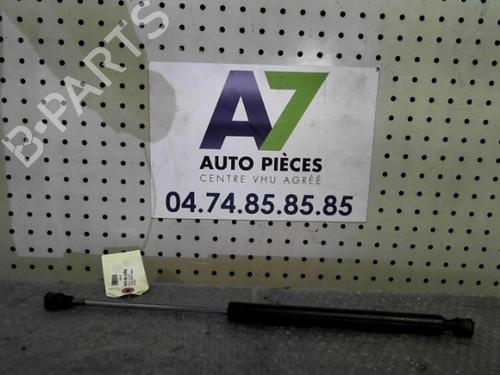 B-PARTS
A7
AUTO PIÈCES
CENTRE VHU AGRÉÉ
04.74.85.85.85